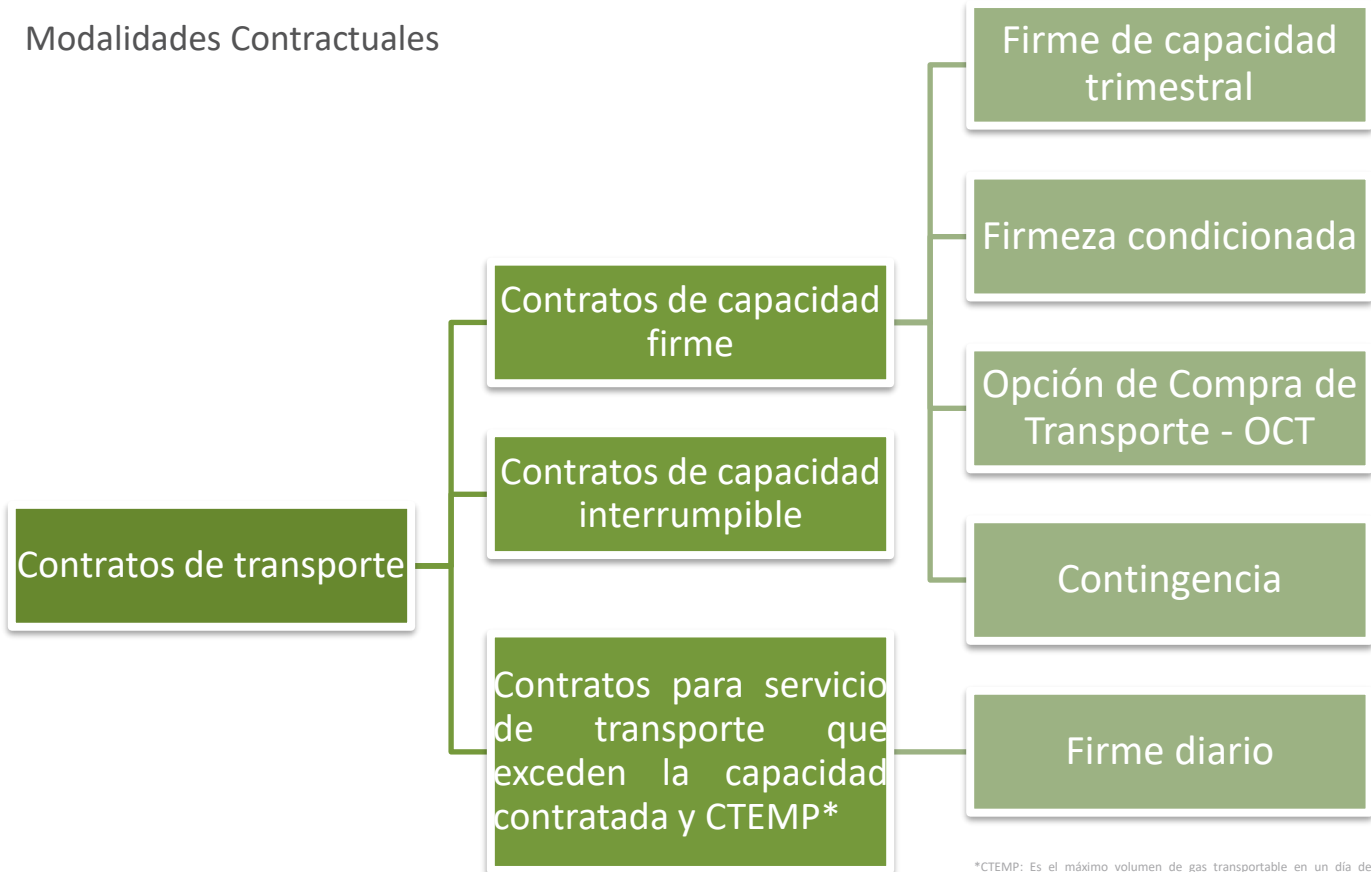 Modalidades Contractuales
Firme de capacidad
trimestral
Firmeza condicionada
Contratos de capacidad
firme
Opción de Compra de
Transporte - OCT
Contratos de capacidad
interrumpible
Contratos de transporte
Contingencia
Contratos para servicio
de transporte que
exceden la capacidad
contratada y CTEMP*
Firme diario
*CTEMP: Es el máximo volumen de gas transportable en un día de